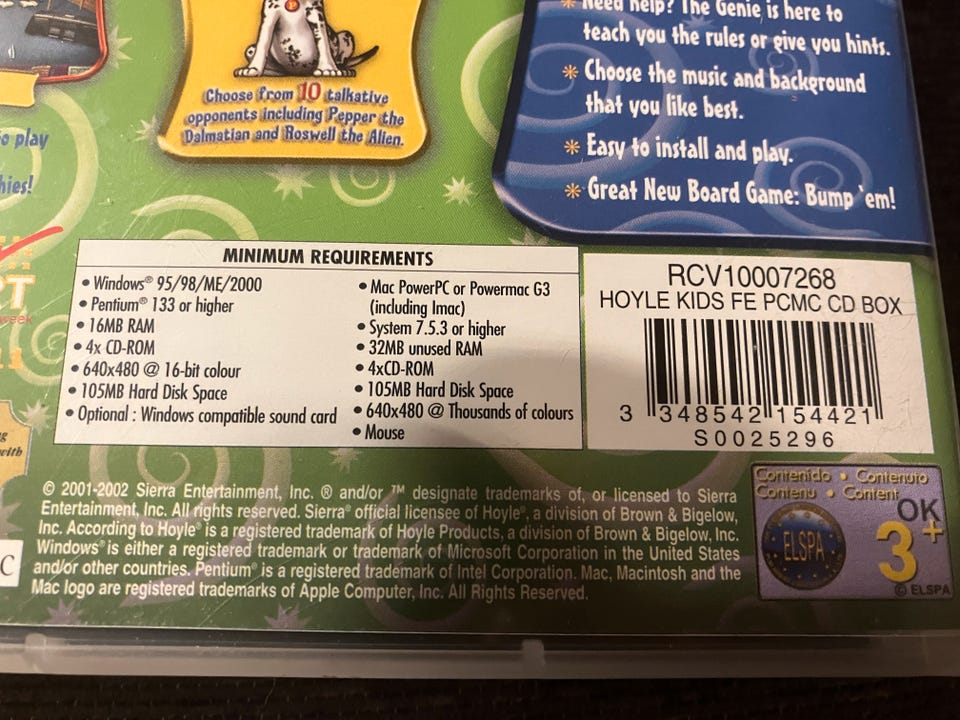 Need help? The Genie is here to
teach you the rules or give you hints.
* Choose the music and background
that you like best.
* Easy to install and play.
* Great New Board Game: Bump 'em!
Choose from 10 talkative
opponents including Pepper the
Dalmatian and Roswell the Alien.
play
MINIMUM REQUIREMENTS
• Windows® 95/98/ME/2000
• Pentium® 133 or higher
• 16MB RAM
• 4x CD-ROM
• 640x480 @ 16-bit colour
• 105MB Hard Disk Space
• Optional : Windows compatible sound card
• Mac PowerPC or Powermac G3
(including Imac)
• System 7.5.3 or higher
• 32MB unused RAM
• 4xCD-ROM
• 105MB Hard Disk Space
• 640x480 @ Thousands of colours
• Mouse
RCV10007268
HOYLE KIDS FE PCMC CD BOX
3 348542 154421
S0025296
© 2001-2002 Sierra Entertainment, Inc. ® and/or ™ designate trademarks of, or licensed to Sierra
Entertainment, Inc. All rights reserved. Sierra® official licensee of Hoyle®, a division of Brown & Bigelow,
Inc. According to Hoyle® is a registered trademark of Hoyle Products, a division of Brown & Bigelow, Inc.
Windows® is either a registered trademark or trademark of Microsoft Corporation in the United States
and/or other countries. Pentium® is a registered trademark of Intel Corporation. Mac, Macintosh and the
Mac logo are registered trademarks of Apple Computer, Inc. All Rights Reserved.
Contenido • Contenuto
Contenu • Content
ELSPA
OK
3+
© ELSPA